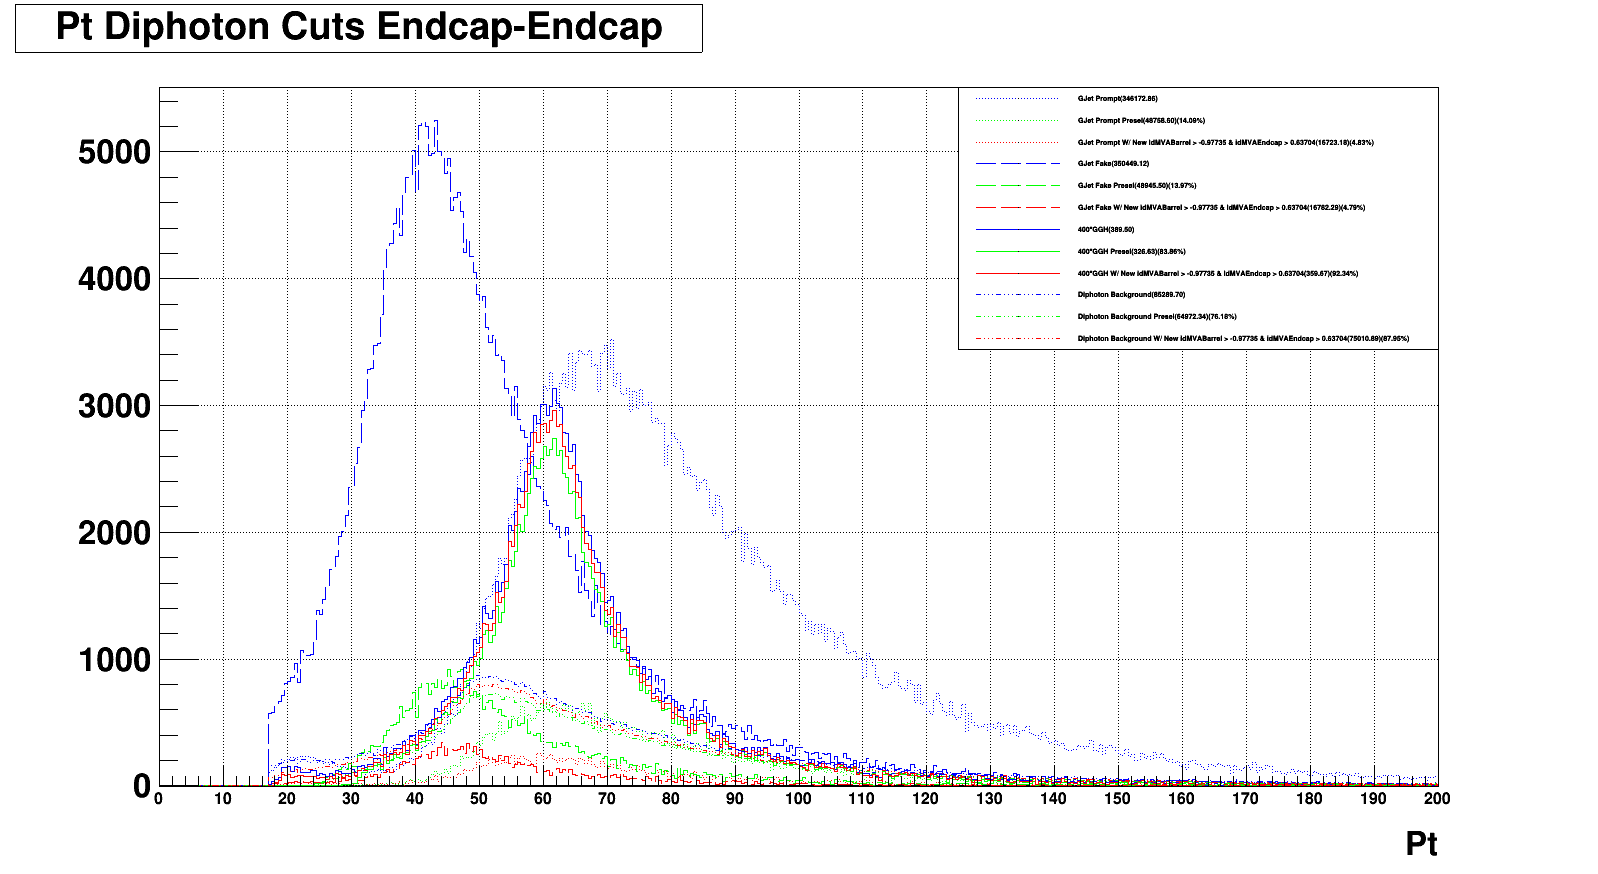 Pt Diphoton Cuts Endcap-Endcap
GJet Prompt(346172.86)
GJet Prompt Presel(48758.60)(14.09%)
GJet Prompt W/ New idMVABarrel > -0.97735 & idMVAEndcap > 0.63704(16723.18)(4.83%)
GJet Fake(350449.12)
GJet Fake Presel(48945.50)(13.97%)
GJet Fake W/ New idMVABarrel > -0.97735 & idMVAEndcap > 0.63704(16782.29)(4.79%)
400*GGH(389.50)
400*GGH Presel(326.63)(83.86%)
400*GGH W/ New idMVABarrel > -0.97735 & idMVAEndcap > 0.63704(359.67)(92.34%)
Diphoton Background(85289.70)
Diphoton Background Presel(64972.34)(76.18%)
Diphoton Background W/ New idMVABarrel > -0.97735 & idMVAEndcap > 0.63704(75010.89)(87.95%)
5000
4000
3000
2000
1000
0
0 10 20 30 40 50 60 70 80 90 100 110 120 130 140 150 160 170 180 190 200
Pt